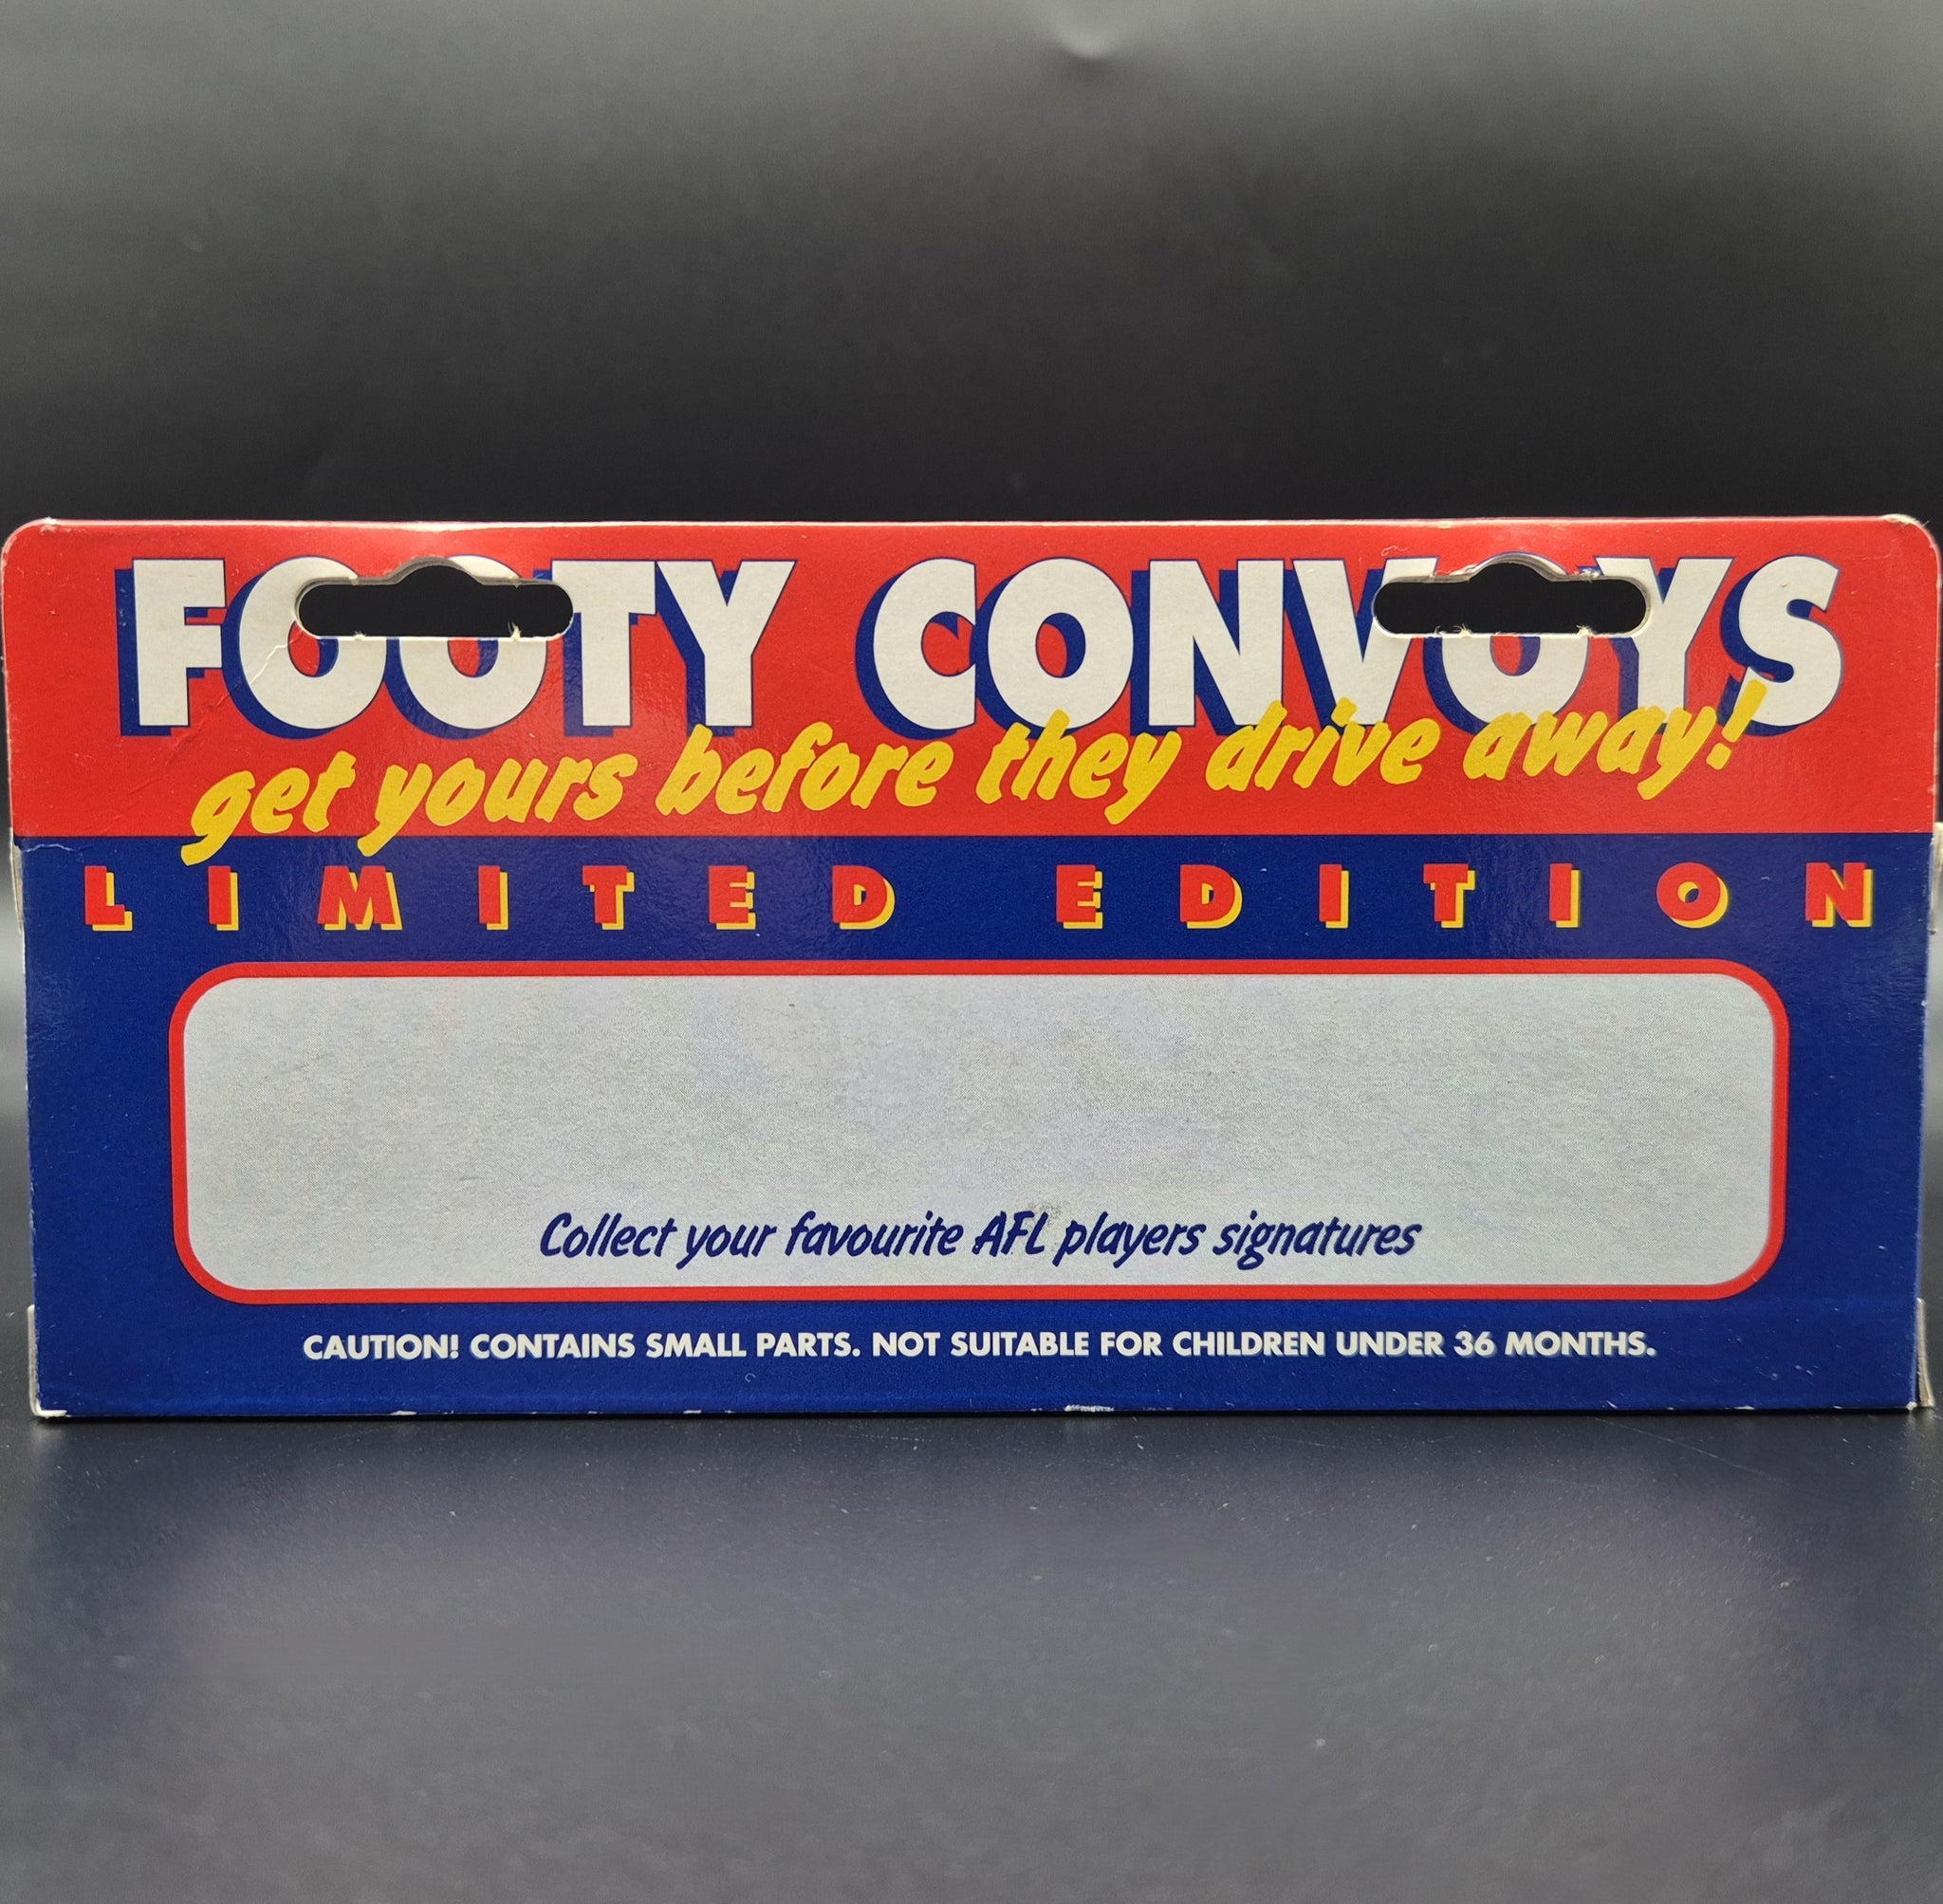 FOOTY CONVOYS
get yours before they drive away!
LIMITED EDITION
Collect your favourite AFL players signatures
CAUTION! CONTAINS SMALL PARTS. NOT SUITABLE FOR CHILDREN UNDER 36 MONTHS.